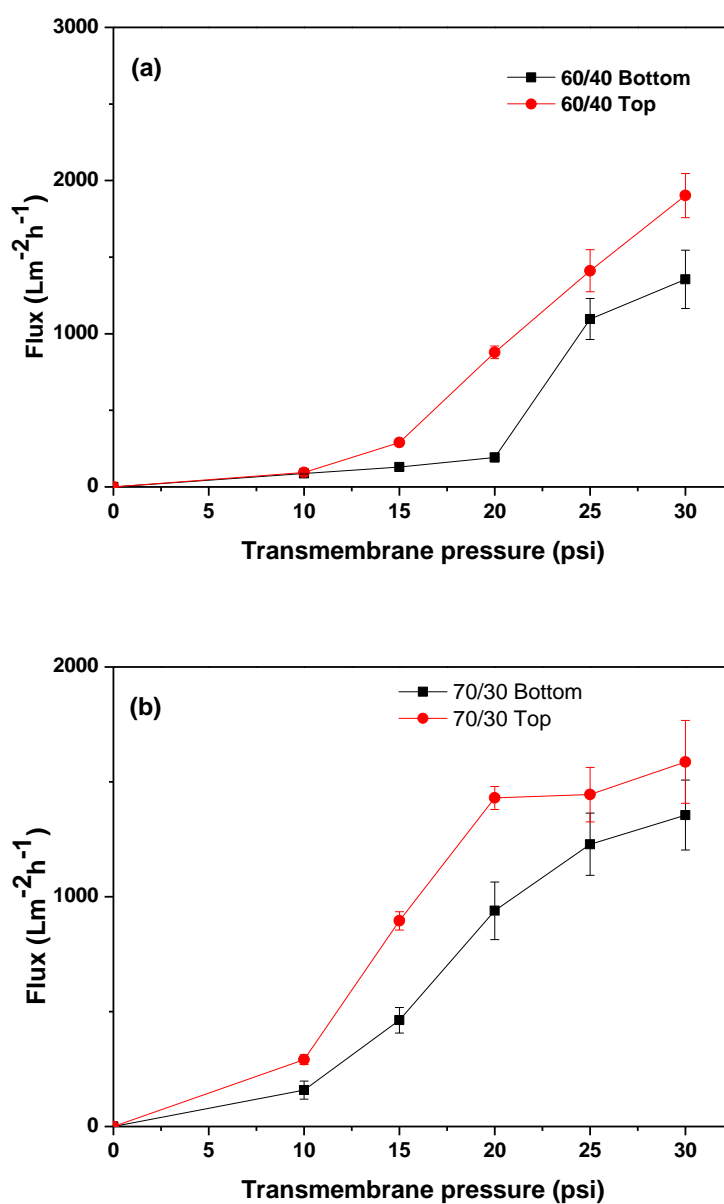 3000
(a)
60/40 Bottom
60/40 Top
2000
Flux (Lm⁻²h⁻¹)
1000
0
0 5 10 15 20 25 30
Transmembrane pressure (psi)
2000
(b)
70/30 Bottom
70/30 Top
Flux (Lm⁻²h⁻¹)
1000
0
0 5 10 15 20 25 30
Transmembrane pressure (psi)